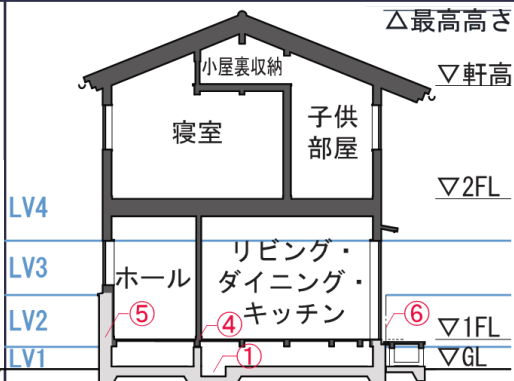 △最高高さ
小屋裏収納
▽軒高
寝室
子供
部屋
▽2FL
LV4
リビング・
ダイニング・
キッチン
ホール
LV3
⑤
④
⑥
LV2
▽1FL
①
LV1
▽GL